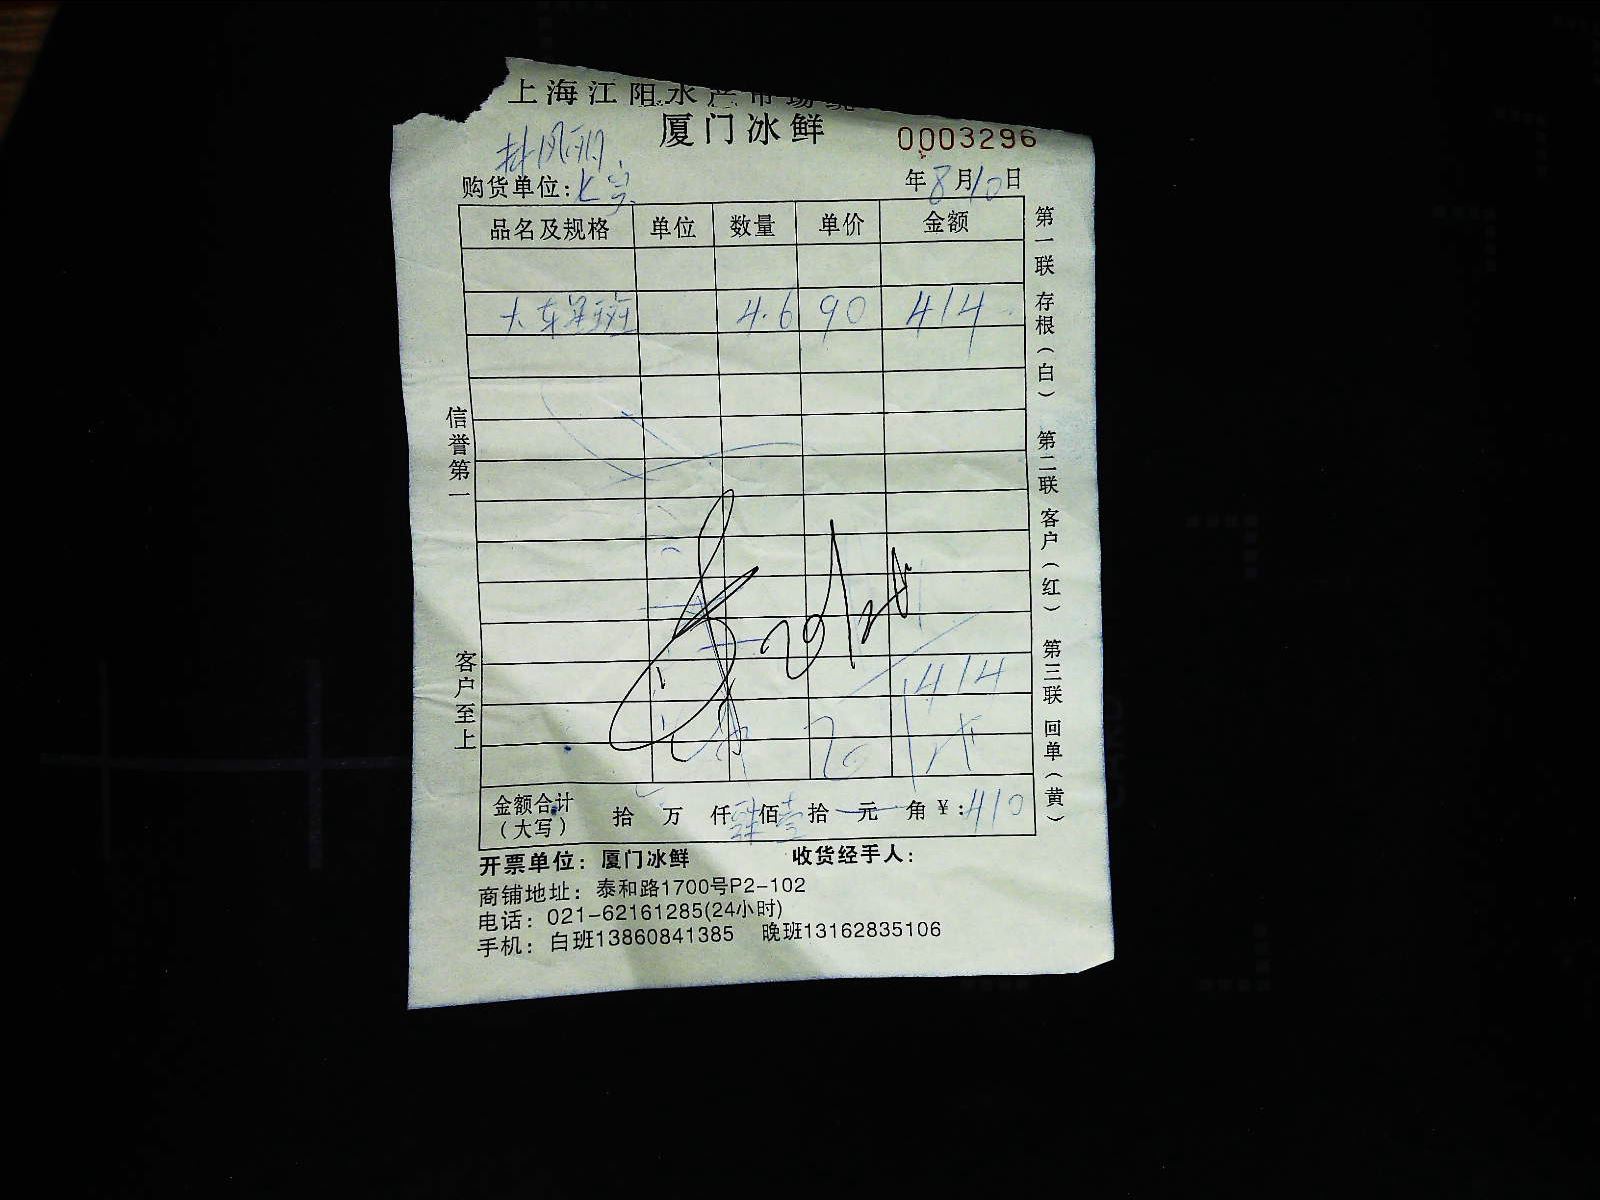 上海江阳水产市场
厦门冰鲜
0003296
购货单位:
年8月10日
品名及规格 单位 数量 单价 金额
大东星斑 4.6 90 414
414
金额合计（大写） 拾 万 仟肆佰壹拾 元 角 ¥:410
开票单位: 厦门冰鲜 收货经手人:
商铺地址: 泰和路1700号P2-102
电话: 021-62161285(24小时)
手机: 白班13860841385 晚班13162835106
信誉第一
客户至上
第一联 存根（白） 第二联 客户（红） 第三联 回单（黄）